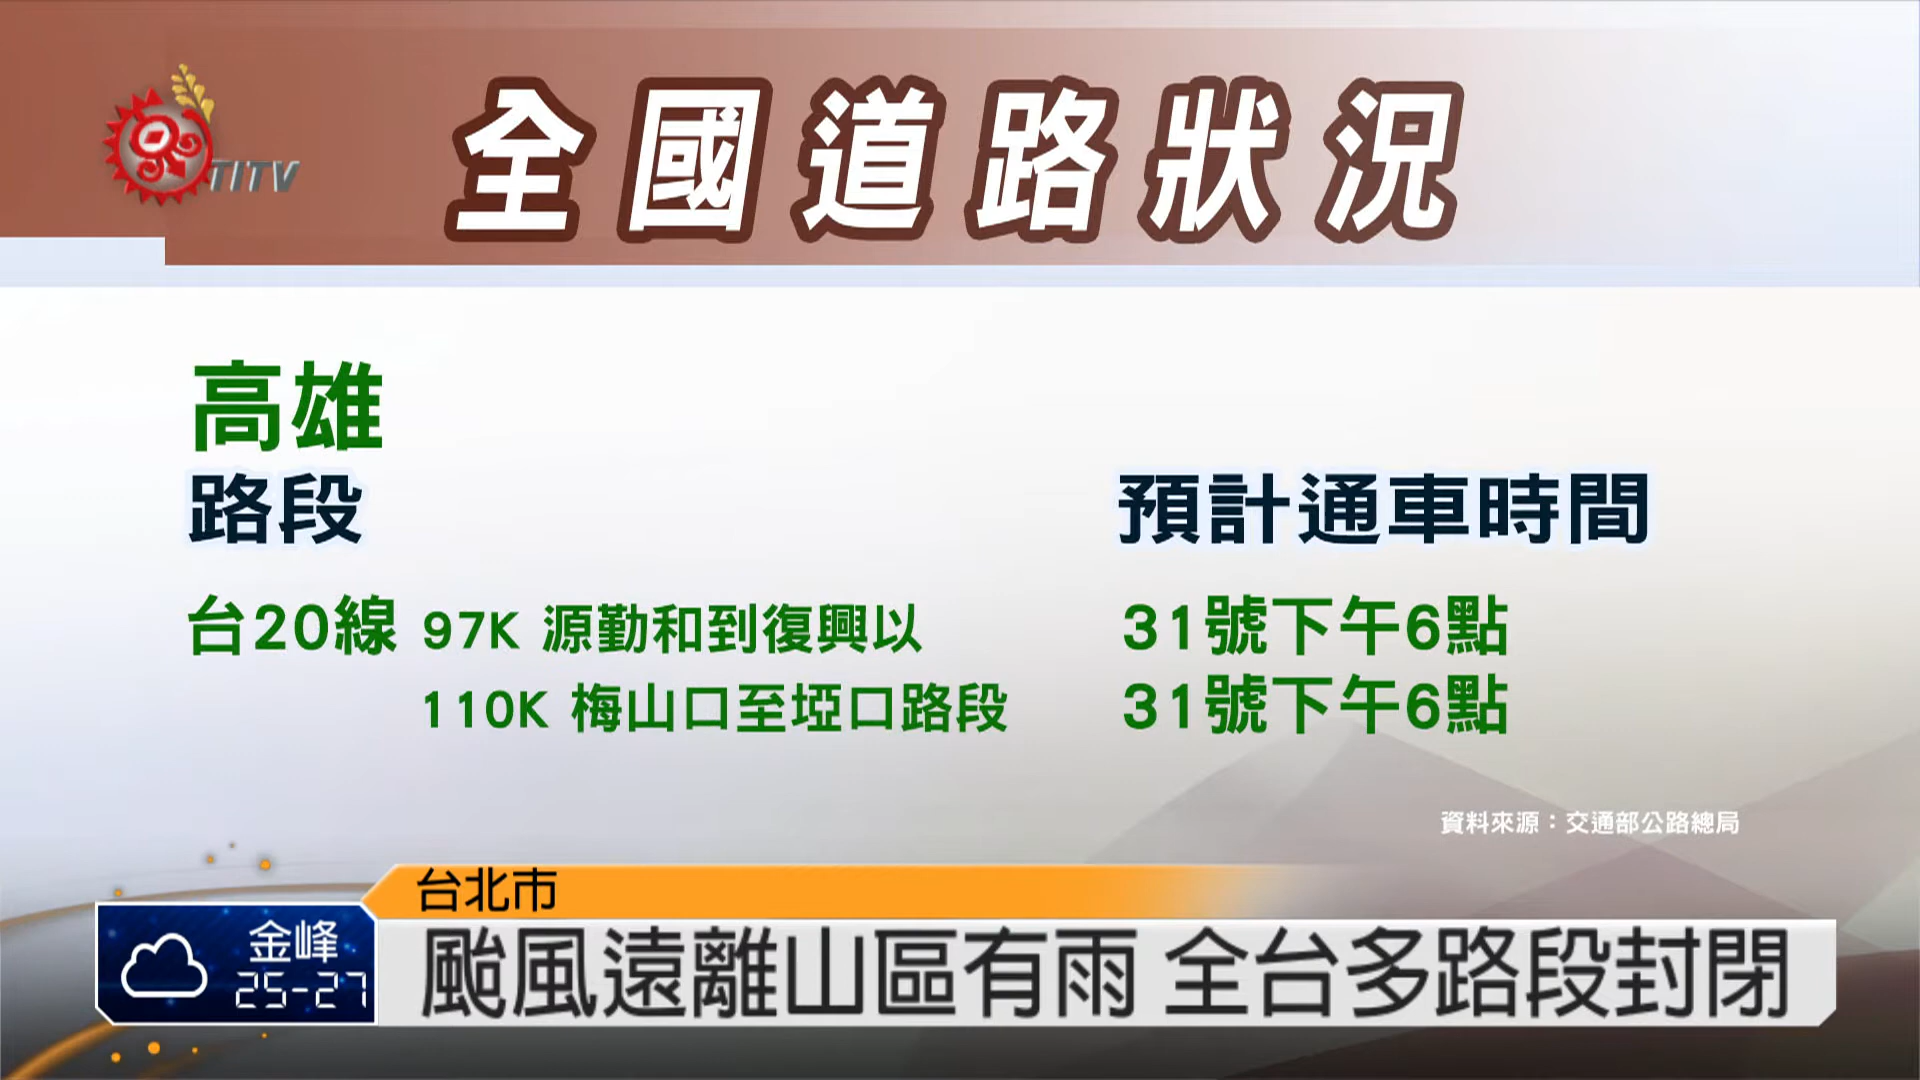 全國道路狀況
TITV
高雄
路段 預計通車時間
台20線 97K 源勤和到復興以 31號下午6點
110K 梅山口至埡口路段 31號下午6點
資料來源：交通部公路總局
台北市
金峰
25-27
颱風遠離山區有雨 全台多路段封閉